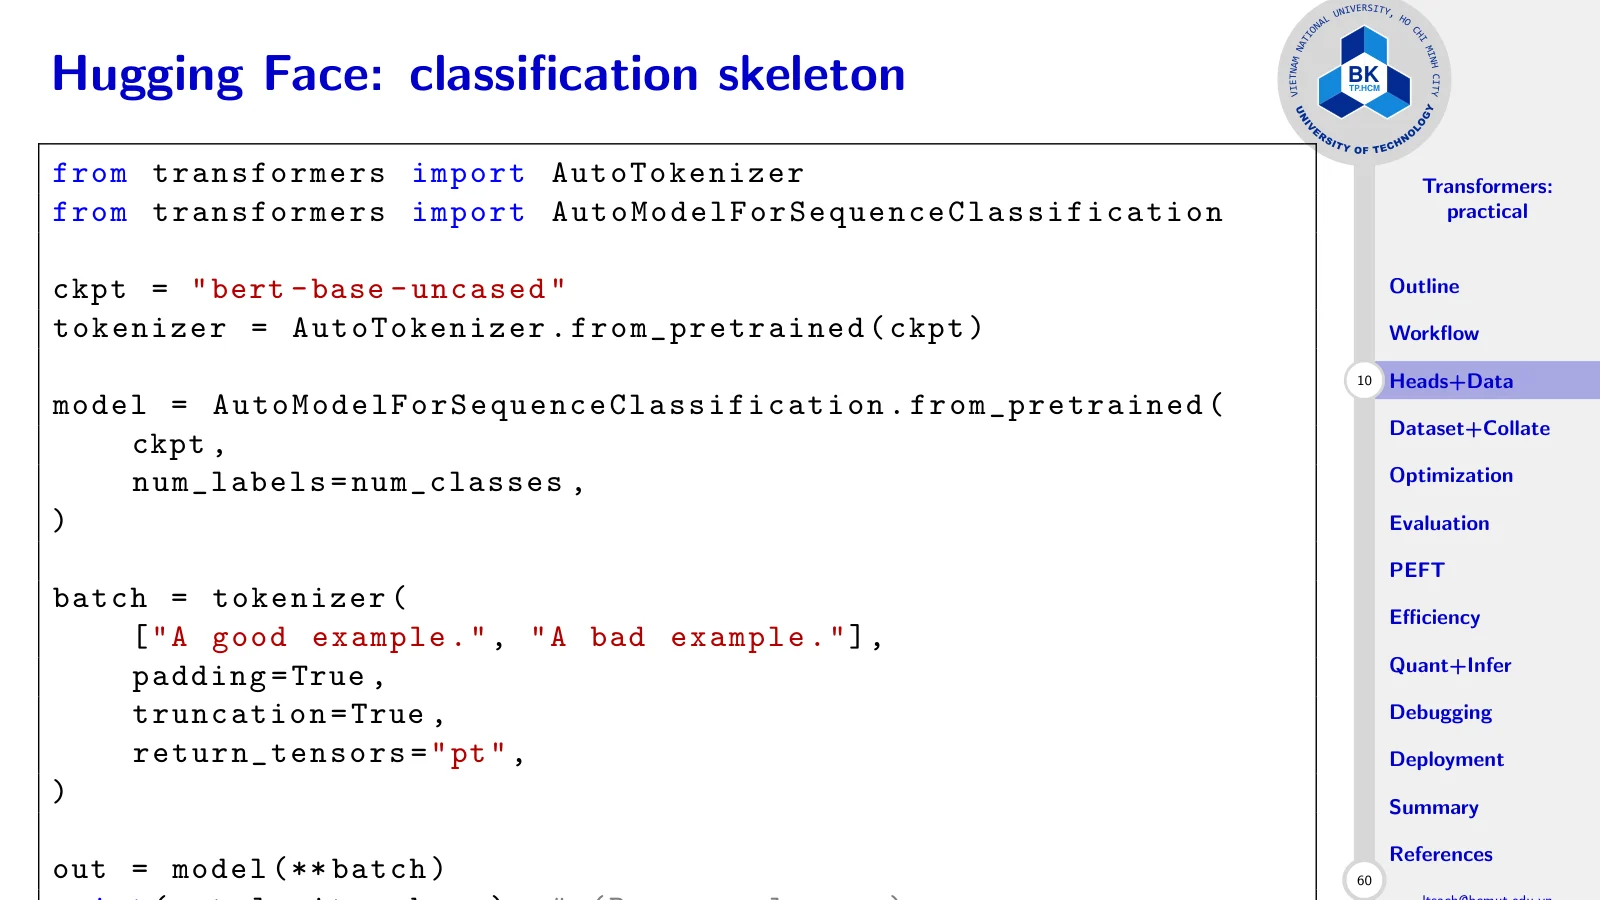 Hugging Face: classification skeleton
from transformers import AutoTokenizer
from transformers import AutoModelForSequenceClassification
ckpt = "bert-base-uncased"
tokenizer = AutoTokenizer.from_pretrained(ckpt)
model = AutoModelForSequenceClassification.from_pretrained(
    ckpt,
    num_labels=num_classes,
)
batch = tokenizer(
    ["A good example.", "A bad example."],
    padding=True,
    truncation=True,
    return_tensors="pt",
)
out = model(**batch)
VIETNAM NATIONAL UNIVERSITY, HO CHI MINH CITY
BK
TP.HCM
UNIVERSITY OF TECHNOLOGY
Transformers:
practical
Outline
Workflow
10 Heads+Data
Dataset+Collate
Optimization
Evaluation
PEFT
Efficiency
Quant+Infer
Debugging
Deployment
Summary
References
60